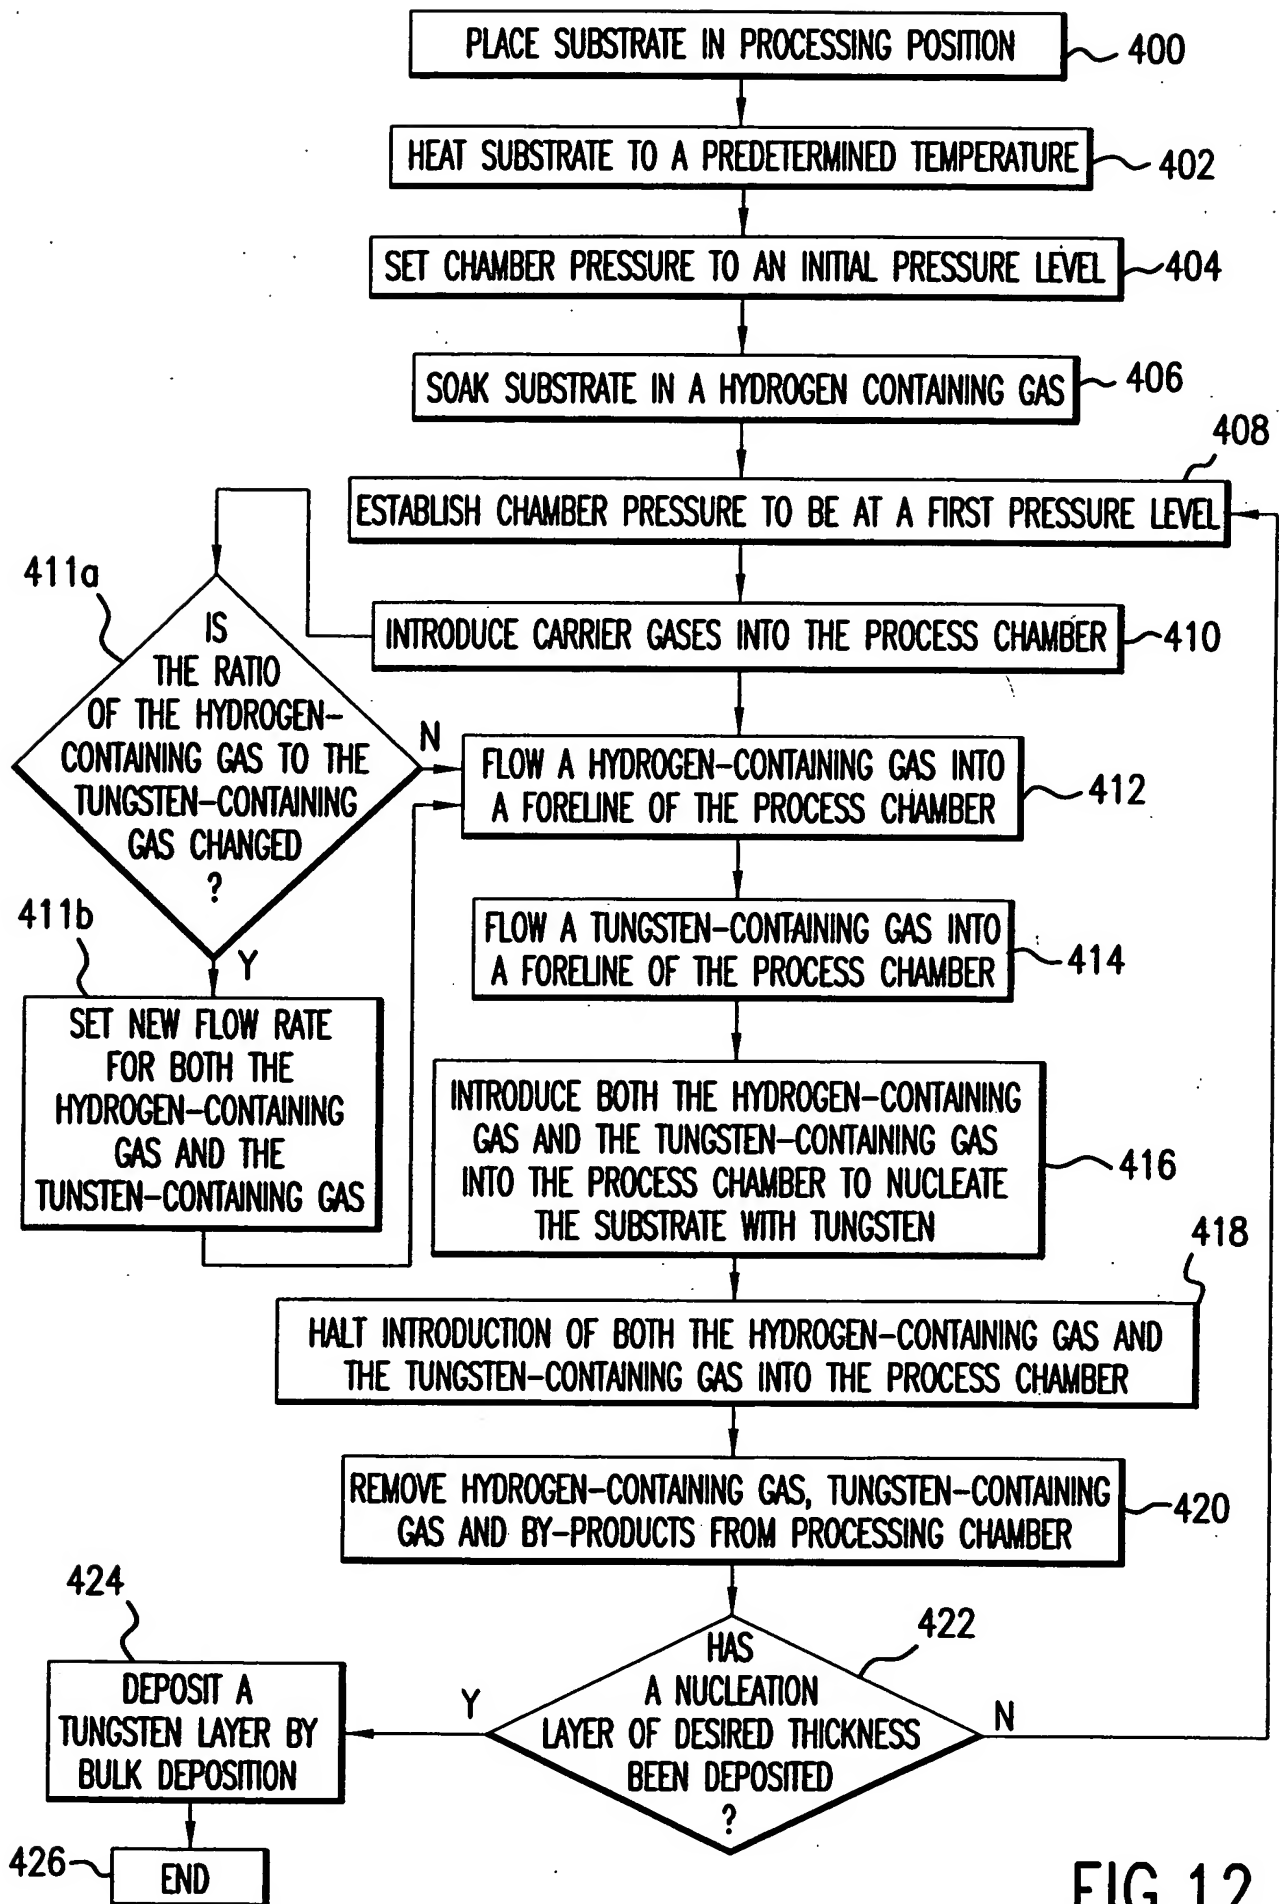 PLACE SUBSTRATE IN PROCESSING POSITION
400
HEAT SUBSTRATE TO A PREDETERMINED TEMPERATURE
402
SET CHAMBER PRESSURE TO AN INITIAL PRESSURE LEVEL
404
SOAK SUBSTRATE IN A HYDROGEN CONTAINING GAS
406
408
ESTABLISH CHAMBER PRESSURE TO BE AT A FIRST PRESSURE LEVEL
INTRODUCE CARRIER GASES INTO THE PROCESS CHAMBER
410
411a
IS
THE RATIO
OF THE HYDROGEN-
CONTAINING GAS TO THE
TUNGSTEN-CONTAINING
GAS CHANGED
?
N
Y
411b
SET NEW FLOW RATE
FOR BOTH THE
HYDROGEN-CONTAINING
GAS AND THE
TUNSTEN-CONTAINING GAS
FLOW A HYDROGEN-CONTAINING GAS INTO
A FORELINE OF THE PROCESS CHAMBER
412
FLOW A TUNGSTEN-CONTAINING GAS INTO
A FORELINE OF THE PROCESS CHAMBER
414
INTRODUCE BOTH THE HYDROGEN-CONTAINING
GAS AND THE TUNGSTEN-CONTAINING GAS
INTO THE PROCESS CHAMBER TO NUCLEATE
THE SUBSTRATE WITH TUNGSTEN
416
418
HALT INTRODUCTION OF BOTH THE HYDROGEN-CONTAINING GAS AND
THE TUNGSTEN-CONTAINING GAS INTO THE PROCESS CHAMBER
REMOVE HYDROGEN-CONTAINING GAS, TUNGSTEN-CONTAINING
GAS AND BY-PRODUCTS FROM PROCESSING CHAMBER
420
422
HAS
A NUCLEATION
LAYER OF DESIRED THICKNESS
BEEN DEPOSITED
?
Y
N
424
DEPOSIT A
TUNGSTEN LAYER BY
BULK DEPOSITION
426
END
FIG.12